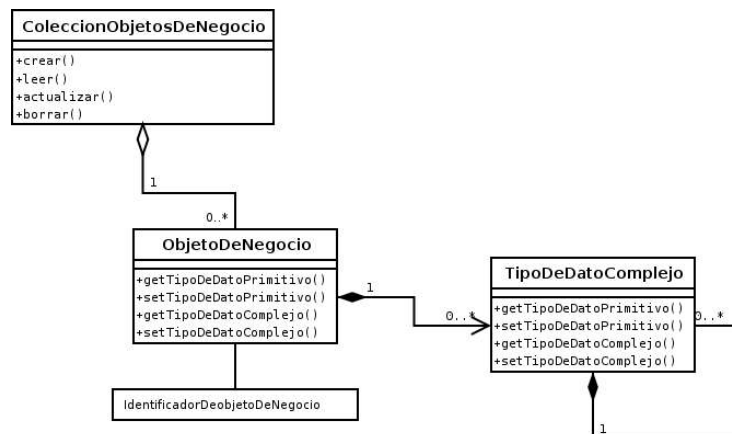 ColeccionObjetosDeNegocio
+crear()
+leer()
+actualizar()
+borrar()
1
0..*
ObjetoDeNegocio
+getTipoDeDatoPrimitivo()
+setTipoDeDatoPrimitivo()
+getTipoDeDatoComplejo()
+setTipoDeDatoComplejo()
1
0..*
TipoDeDatoComplejo
+getTipoDeDatoPrimitivo()
+setTipoDeDatoPrimitivo()
+getTipoDeDatoComplejo()
+setTipoDeDatoComplejo()
0..*
1
IdentificadorDeobjetoDeNegocio